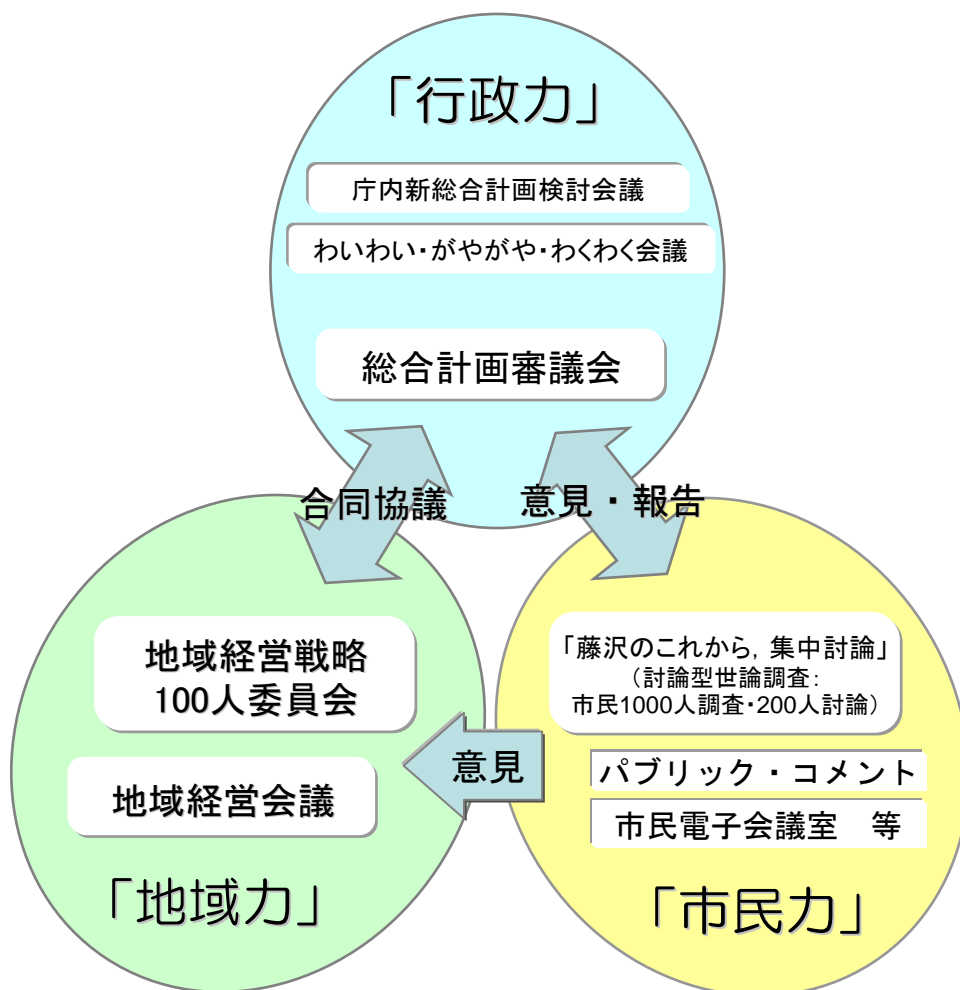 「行政力」
庁内新総合計画検討会議
わいわい・がやがや・わくわく会議
総合計画審議会
合同協議
意見・報告
地域経営戦略
100人委員会
地域経営会議
「地域力」
意見
「藤沢のこれから，集中討論」
（討論型世論調査：
市民1000人調査・200人討論）
パブリック・コメント
市民電子会議室　等
「市民力」